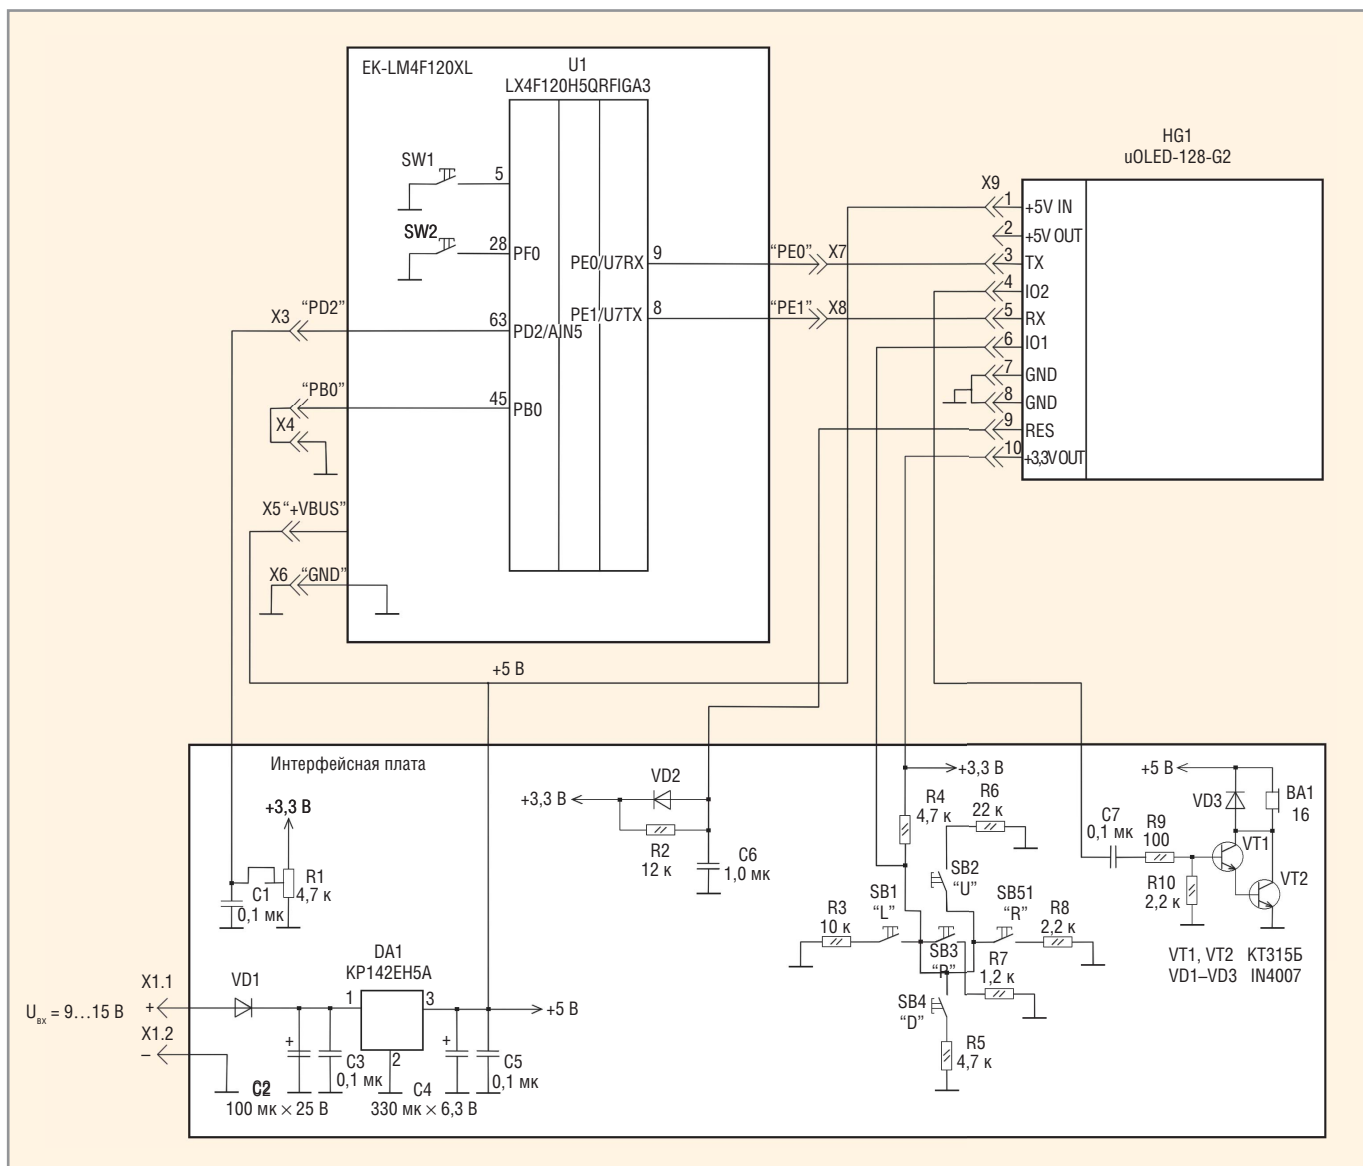 EK-LM4F120XL
U1
LX4F120H5QRFIGA3
HG1
uOLED-128-G2
SW1
5
SW2
28
PF0
X3
"PD2"
63
PD2/AIN5
"PB0"
X4
45
PB0
X5 "+VBUS"
X6 "GND"
PE0/U7RX
9
"PE0"
X7
PE1/U7TX
8
"PE1"
X8
X9
1
+5V IN
2
+5V OUT
3
TX
4
IO2
5
RX
6
IO1
7
GND
8
GND
9
RES
10
+3,3V OUT
+5 В
Интерфейсная плата
+3,3 В
C1
0,1 мк
R1
4,7 к
+3,3 В
VD2
R2
12 к
C6
1,0 мк
+3,3 В
R4
4,7 к
R6
22 к
SB2
"U"
SB1
"L"
R3
10 к
SB51
"R"
R8
2,2 к
SB3
"P"
R7
1,2 к
SB4
"D"
R5
4,7 к
+5 В
VD3
BA1
16
C7
0,1 мк
R9
100
VT1
R10
2,2 к
VT2
VT1, VT2 КТ315Б
VD1–VD3 IN4007
Uвх = 9…15 В
X1.1
+
X1.2
–
VD1
DA1
КР142ЕН5А
1
3
2
+5 В
+
C2
100 мк × 25 В
C3
0,1 мк
+
C4
330 мк × 6,3 В
C5
0,1 мк